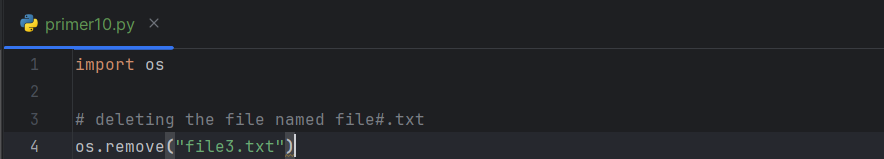 primer10.py
1 import os
2
3 # deleting the file named file#.txt
4 os.remove("file3.txt")